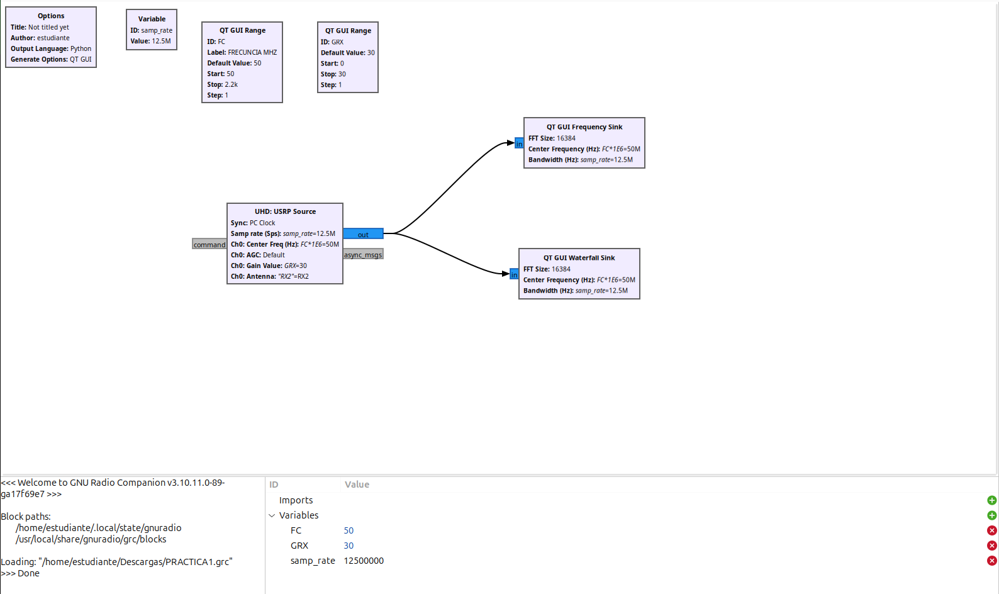 Options
Title: Not titled yet
Author: estudiante
Output Language: Python
Generate Options: QT GUI
Variable
ID: samp_rate
Value: 12.5M
QT GUI Range
ID: FC
Label: FRECUNCIA MHZ
Default Value: 50
Start: 50
Stop: 2.2k
Step: 1
QT GUI Range
ID: GRX
Default Value: 30
Start: 0
Stop: 30
Step: 1
QT GUI Frequency Sink
FFT Size: 16384
Center Frequency (Hz): FC*1E6=50M
Bandwidth (Hz): samp_rate=12.5M
in
UHD: USRP Source
Sync: PC Clock
Samp rate (Sps): samp_rate=12.5M
Ch0: Center Freq (Hz): FC*1E6=50M
Ch0: AGC: Default
Ch0: Gain Value: GRX=30
Ch0: Antenna: "RX2"=RX2
command
out
async_msgs
QT GUI Waterfall Sink
FFT Size: 16384
Center Frequency (Hz): FC*1E6=50M
Bandwidth (Hz): samp_rate=12.5M
in
<<< Welcome to GNU Radio Companion v3.10.11.0-89-
ga17f69e7 >>>
Block paths:
/home/estudiante/.local/state/gnuradio
/usr/local/share/gnuradio/grc/blocks
Loading: "/home/estudiante/Descargas/PRACTICA1.grc"
>>> Done
ID Value
Imports
Variables
FC 50
GRX 30
samp_rate 12500000